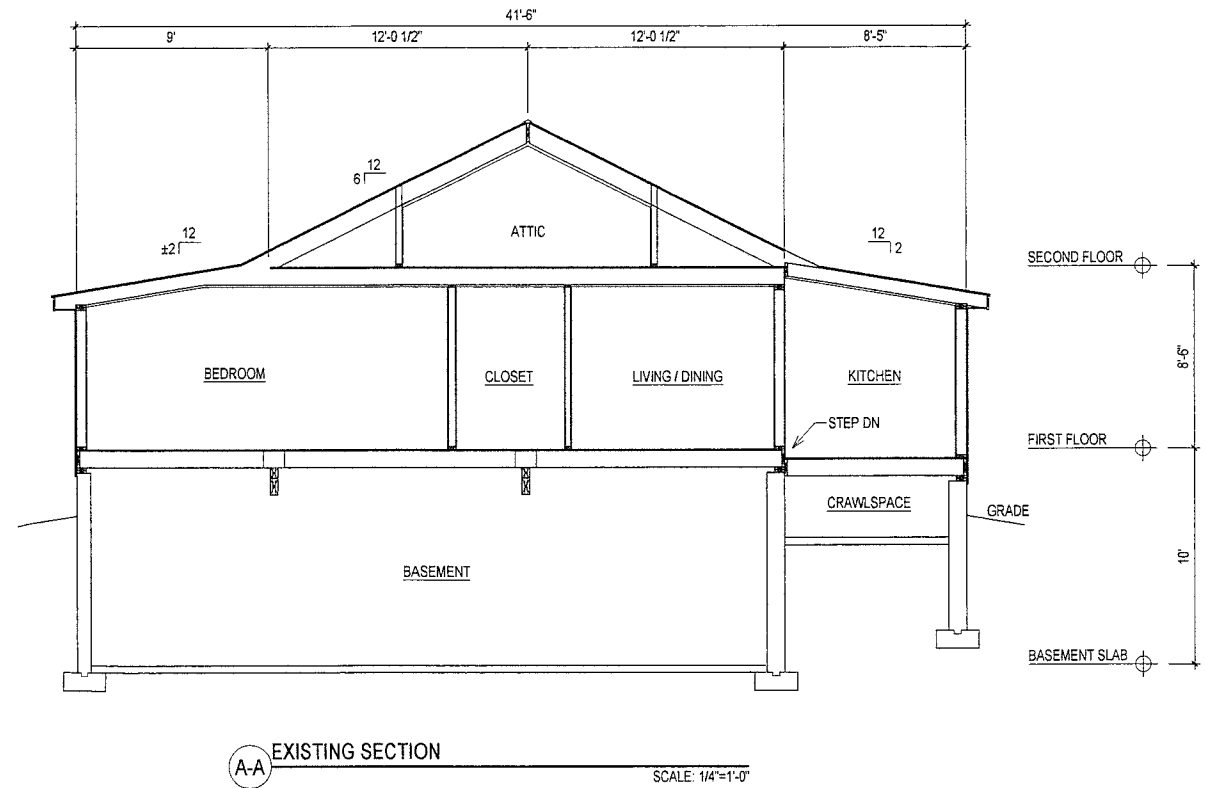 41'-6"
9' 12'-0 1/2" 12'-0 1/2" 8'-5"
12
6
ATTIC
12
±2
12
2
SECOND FLOOR
8'-6"
BEDROOM
CLOSET
LIVING / DINING
KITCHEN
STEP DN
FIRST FLOOR
CRAWLSPACE
GRADE
10'
BASEMENT
BASEMENT SLAB
A-A
EXISTING SECTION
SCALE: 1/4"=1'-0"